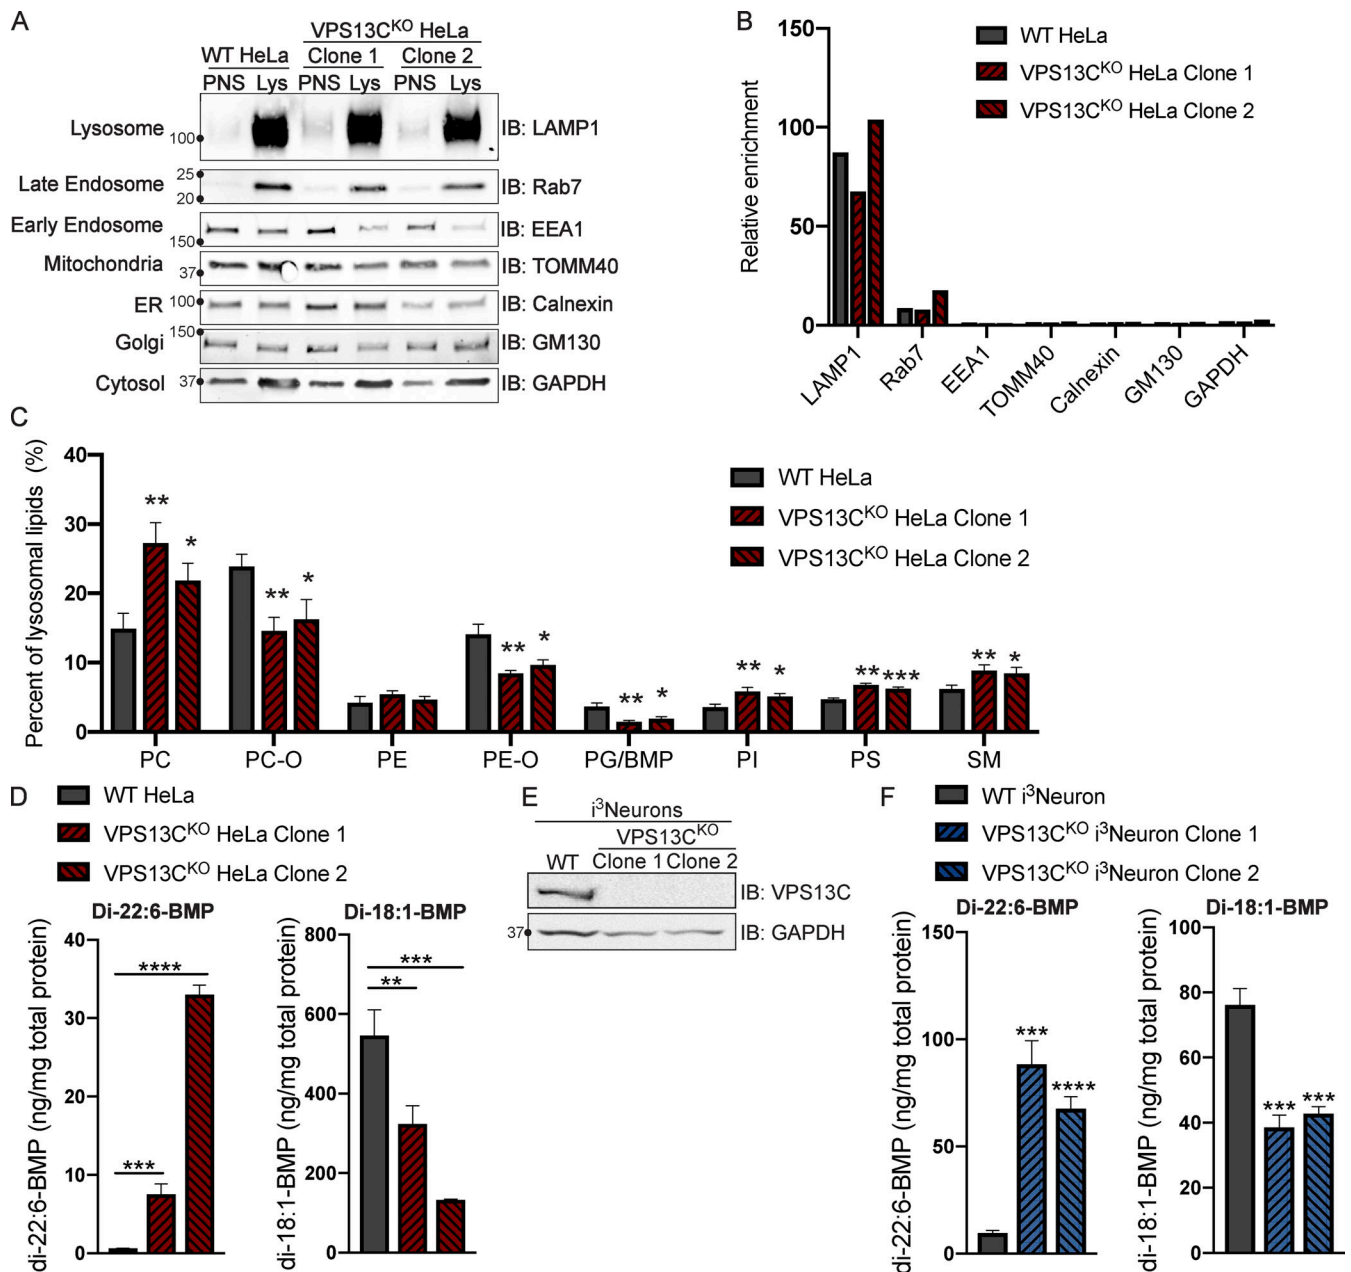 A
VPS13CKO HeLa
WT HeLa Clone 1 Clone 2
PNS Lys PNS Lys PNS Lys
Lysosome 100 IB: LAMP1
Late Endosome 25 20 IB: Rab7
Early Endosome 150 IB: EEA1
Mitochondria 37 IB: TOMM40
ER 100 IB: Calnexin
Golgi 150 IB: GM130
Cytosol 37 IB: GAPDH
B
WT HeLa
VPS13CKO HeLa Clone 1
VPS13CKO HeLa Clone 2
Relative enrichment
150
100
50
0
LAMP1 Rab7 EEA1 TOMM40 Calnexin GM130 GAPDH
C
WT HeLa
VPS13CKO HeLa Clone 1
VPS13CKO HeLa Clone 2
Percent of lysosomal lipids (%)
40
30
20
10
0
** * ** * ** * ** * ** * ** *** ** *
PC PC-O PE PE-O PG/BMP PI PS SM
D
WT HeLa
VPS13CKO HeLa Clone 1
VPS13CKO HeLa Clone 2
Di-22:6-BMP
di-22:6-BMP (ng/mg total protein)
40
30
20
10
0
****
***
Di-18:1-BMP
di-18:1-BMP (ng/mg total protein)
800
600
400
200
0
***
**
E
i3Neurons
VPS13CKO
WT Clone 1 Clone 2
IB: VPS13C
37 IB: GAPDH
F
WT i3Neuron
VPS13CKO i3Neuron Clone 1
VPS13CKO i3Neuron Clone 2
Di-22:6-BMP
di-22:6-BMP (ng/mg total protein)
150
100
50
0
***
****
Di-18:1-BMP
di-18:1-BMP (ng/mg total protein)
100
80
60
40
20
0
*** ***